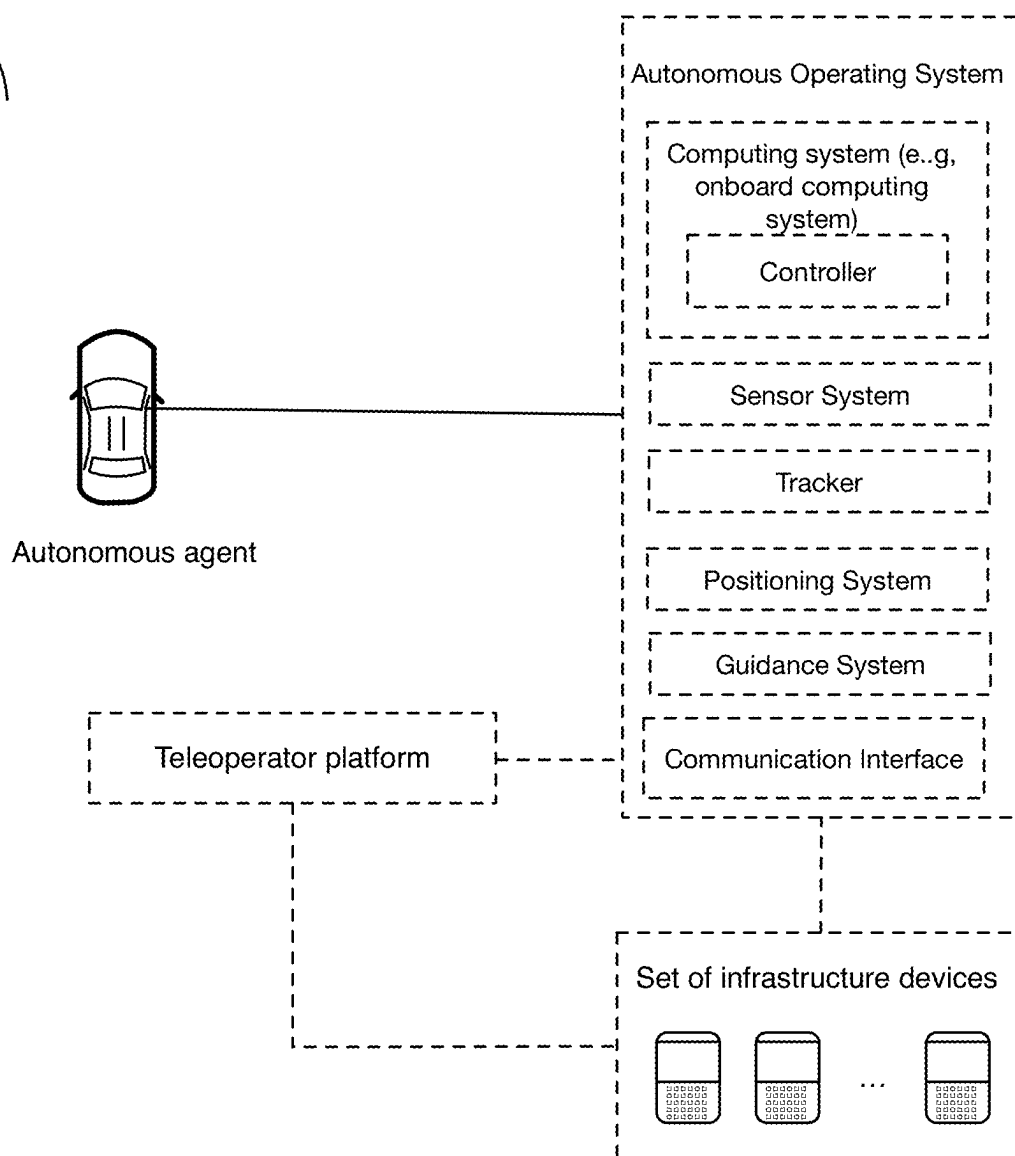 Autonomous Operating System
Computing system (e..g,
onboard computing
system)
Controller
Sensor System
Tracker
Autonomous agent
Positioning System
Guidance System
Teleoperator platform
Communication Interface
Set of infrastructure devices
...